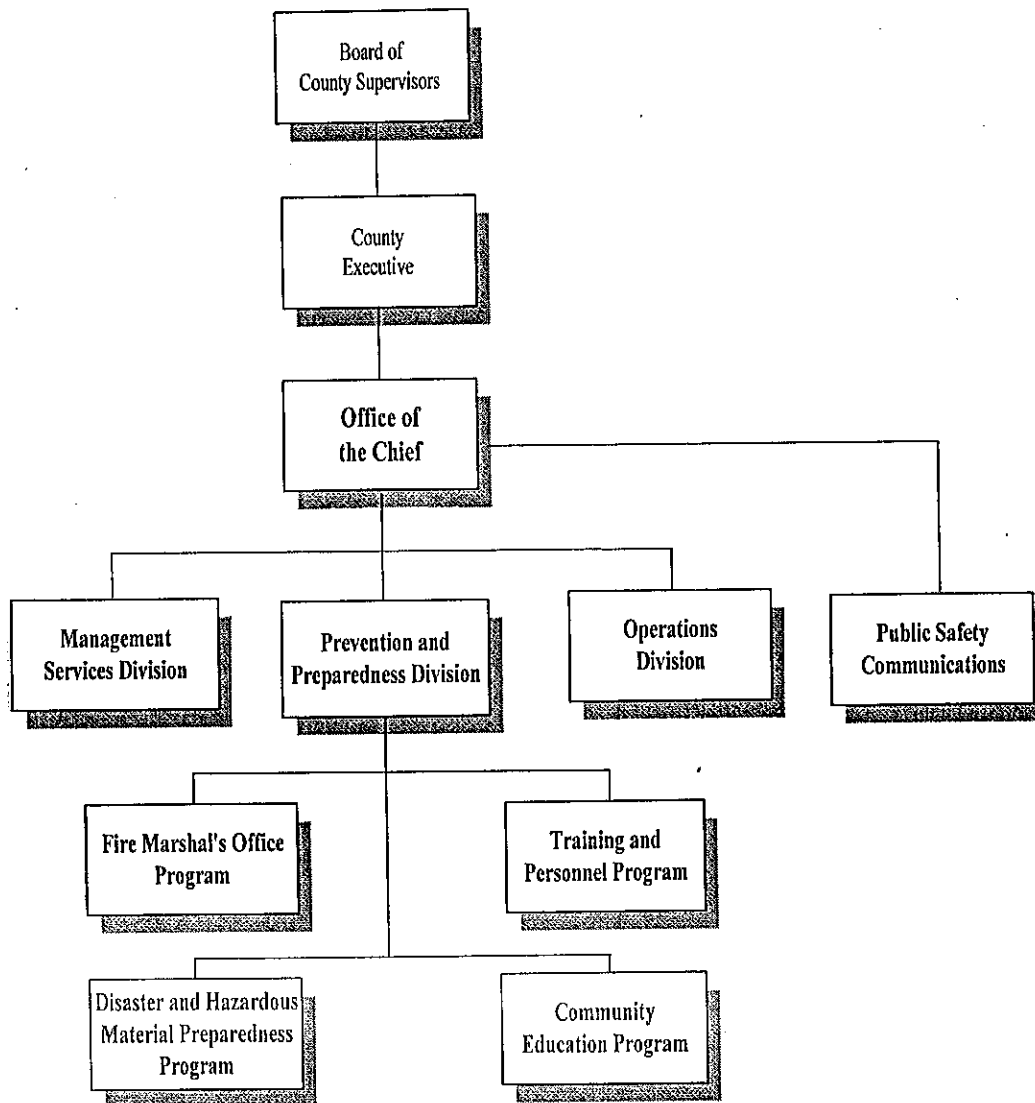 Board of
County Supervisors
County
Executive
Office of
the Chief
Management
Services Division
Prevention and
Preparedness Division
Operations
Division
Public Safety
Communications
Fire Marshal's Office
Program
Training and
Personnel Program
Disaster and Hazardous
Material Preparedness
Program
Community
Education Program